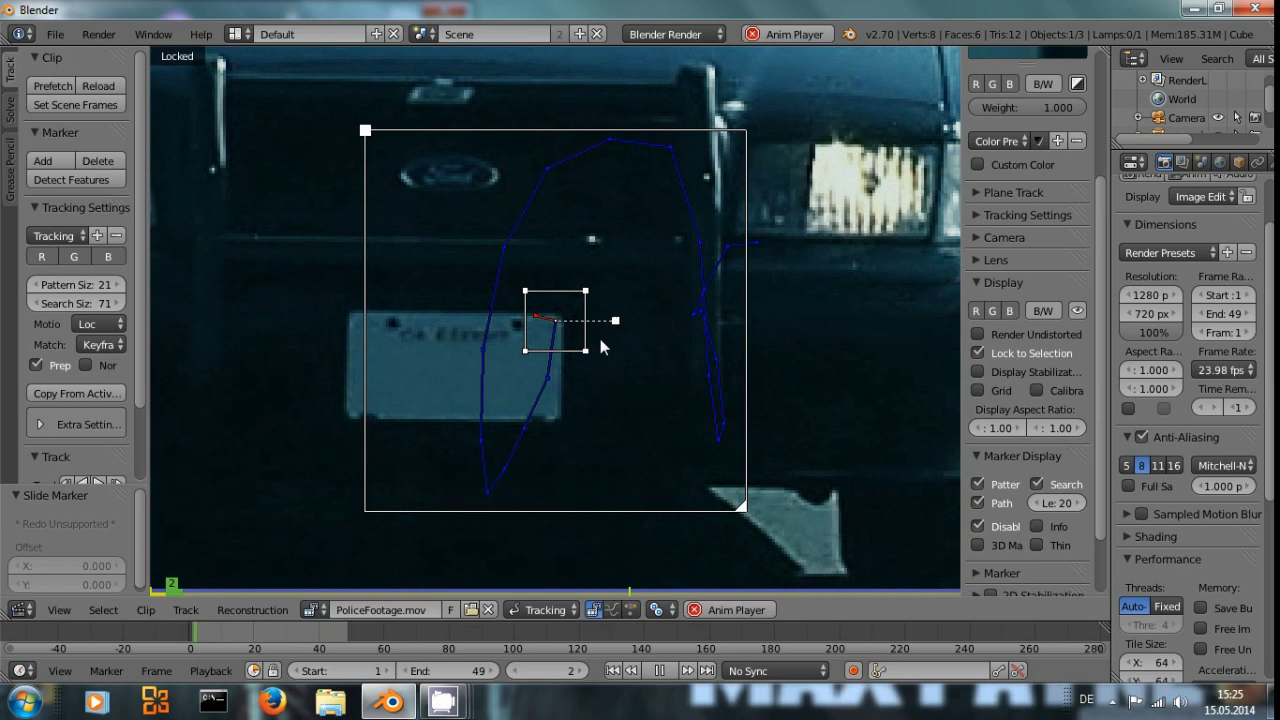 Blender
File Render Window Help Default Scene 2 Blender Render Anim Player v2.70 | Verts:8 | Faces:6 | Tris:12 | Objects:1/3 | Lamps:0/1 | Mem:185.31M | Cube
Locked
Track
Solve
Grease Pencil
Clip
Prefetch Reload
Set Scene Frames
Marker
Add Delete
Detect Features
Tracking Settings
Tracking
R G B
Pattern Siz: 21
Search Siz: 71
Motio Loc
Match: Keyfra
Prep Nor
Copy From Activ...
Extra Settin...
Track
Slide Marker
* Redo Unsupported *
Offset
X: 0.000
Y: 0.000
R G B B/W
Weight: 1.000
Color Pre
Custom Color
Plane Track
Tracking Settings
Camera
Lens
Display
R G B B/W
Render Undistorted
Lock to Selection
Display Stabilizat...
Grid Calibra
Display Aspect Ratio:
: 1.00 : 1.00
Marker Display
Patter Search
Path Le: 20
Disabl Info
3D Ma Thin
Marker
2D Stabilization
View Search All S
RenderL
World
Camera
Display Image Edit
Dimensions
Render Presets
Resolution: Frame Ra...
1280 p Start :1
720 px End: 49
100% Fram: 1
Aspect Ra... Frame Rate:
: 1.000 23.98 fps
: 1.000 Time Rem...
1
Anti-Aliasing
5 8 11 16 Mitchell-N
Full Sa 1.000 p
Sampled Motion Blur
Shading
Performance
Threads: Memory:
Auto- Fixed Save Bu
Thre: 4 Free Im
Tile Size: Free Un
X: 64 Accelerati...
Y: 64
2
View Select Clip Track Reconstruction PoliceFootage.mov F Tracking Anim Player
-40 -20 0 20 40 60 80 100 120 140 160 180 200 220 240 260 280
View Marker Frame Playback Start: 1 End: 49 2 No Sync
DE 15:25
15.05.2014